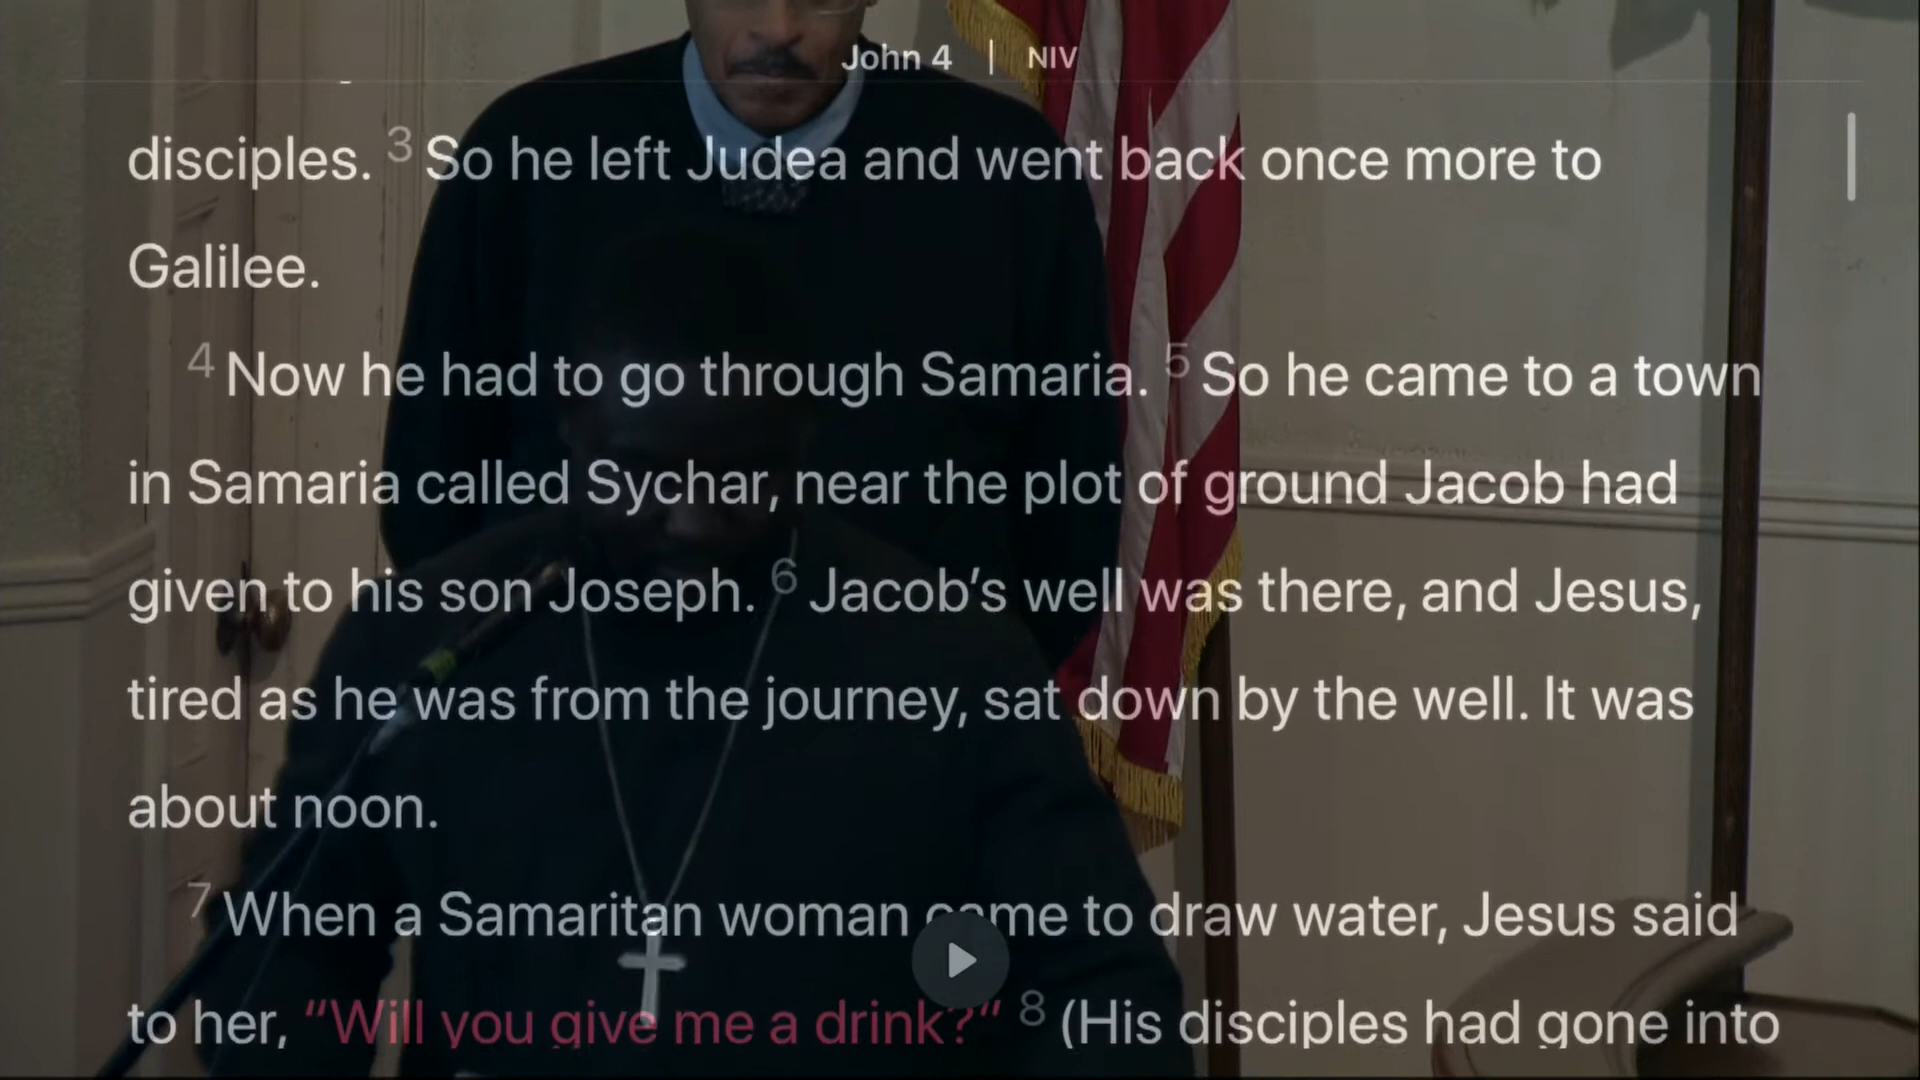 John 4 | NIV
disciples. 3 So he left Judea and went back once more to
Galilee.
4 Now he had to go through Samaria. 5 So he came to a town
in Samaria called Sychar, near the plot of ground Jacob had
given to his son Joseph. 6 Jacob’s well was there, and Jesus,
tired as he was from the journey, sat down by the well. It was
about noon.
7 When a Samaritan woman came to draw water, Jesus said
to her, “Will you give me a drink?” 8 (His disciples had gone into